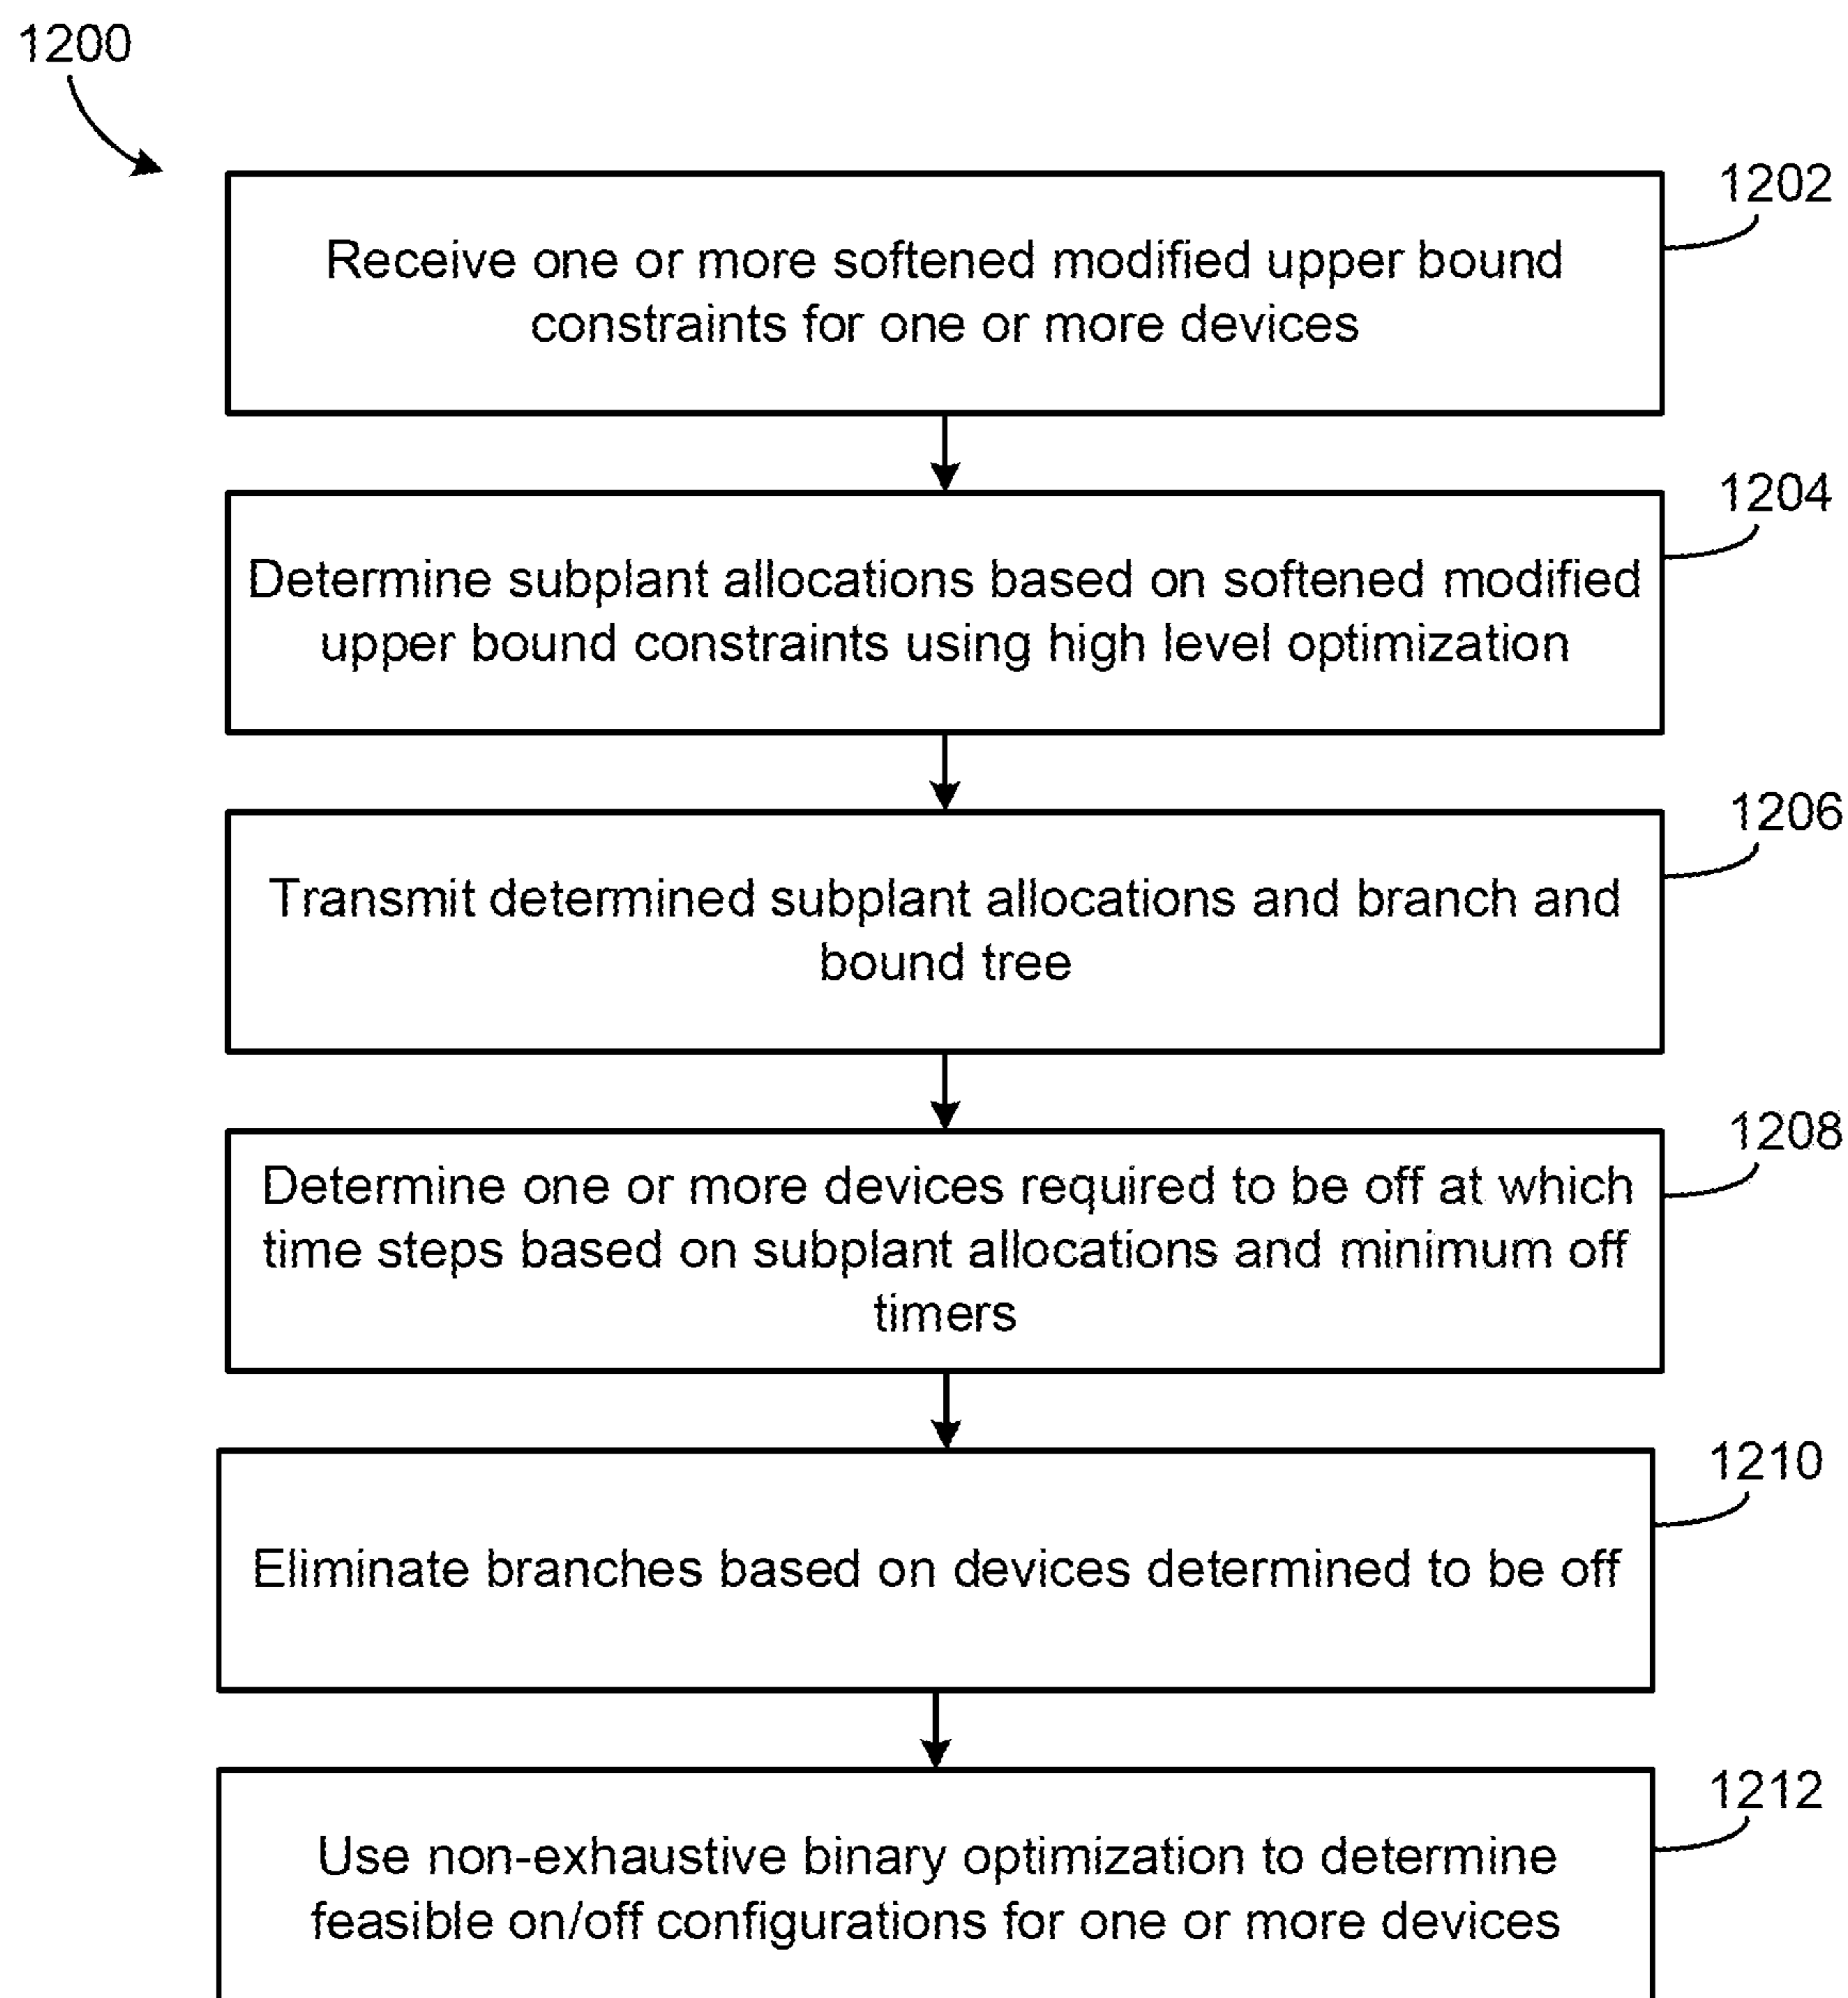 1200
1202
Receive one or more softened modified upper bound
constraints for one or more devices
1204
Determine subplant allocations based on softened modified
upper bound constraints using high level optimization
1206
Transmit determined subplant allocations and branch and
bound tree
1208
Determine one or more devices required to be off at which
time steps based on subplant allocations and minimum off
timers
1210
Eliminate branches based on devices determined to be off
1212
Use non-exhaustive binary optimization to determine
feasible on/off configurations for one or more devices